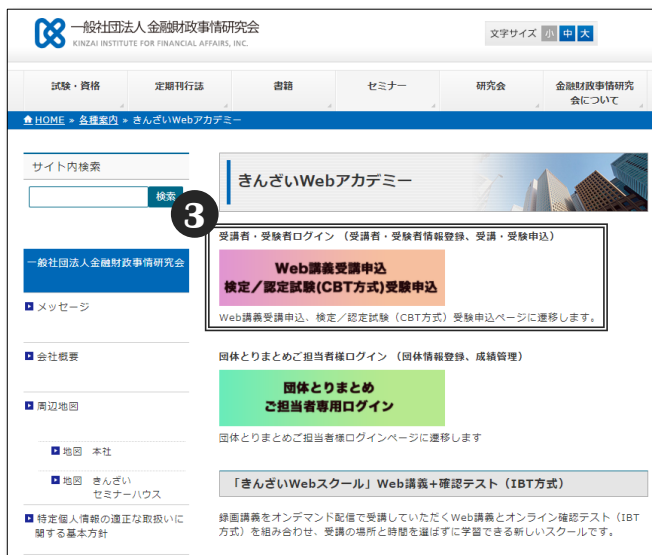 一般社団法人 金融財政事情研究会
KINZAI INSTITUTE FOR FINANCIAL AFFAIRS, INC.
文字サイズ 小 中 大
試験・資格 定期刊行誌 書籍 セミナー 研究会 金融財政事情研究
会について
HOME » 各種案内 » きんざいWebアカデミー
サイト内検索
検索
一般社団法人金融財政事情研究会
メッセージ
会社概要
周辺地図
地図 本社
地図 きんざい
セミナーハウス
特定個人情報の適正な取扱いに
関する基本方針
きんざいWebアカデミー
3
受講者・受験者ログイン （受講者・受験者情報登録、受講・受験申込）
Web講義受講申込
検定／認定試験(CBT方式)受験申込
Web講義受講申込、検定／認定試験（CBT方式）受験申込ページに遷移します。
団体とりまとめご担当者様ログイン （団体情報登録、成績管理）
団体とりまとめ
ご担当者専用ログイン
団体とりまとめご担当者様ログインページに遷移します
「きんざいWebスクール」Web講義+確認テスト（IBT方式）
録画講義をオンデマンド配信で受講していただくWeb講義とオンライン確認テスト（IBT
方式）を組み合わせ、受講の場所と時間を選ばずに学習できる新しいスクールです。